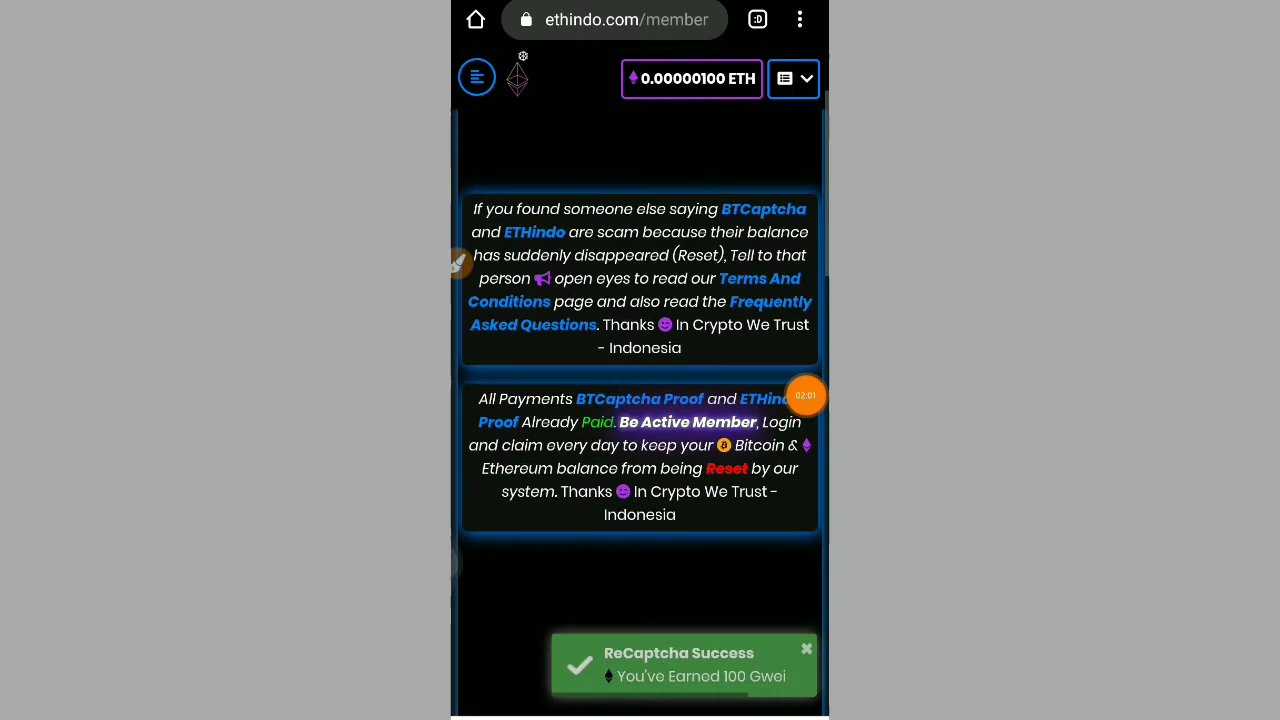 ethindo.com/member
:D
0.00000100 ETH
If you found someone else saying BTCaptcha
and ETHindo are scam because their balance
has suddenly disappeared (Reset), Tell to that
person open eyes to read our Terms And
Conditions page and also read the Frequently
Asked Questions. Thanks In Crypto We Trust
- Indonesia
02:01
All Payments BTCaptcha Proof and
Proof Already Paid. Be Active Member, Login
and claim every day to keep your Bitcoin &
Ethereum balance from being Reset by our
system. Thanks In Crypto We Trust -
Indonesia
ReCaptcha Success
You've Earned 100 Gwei